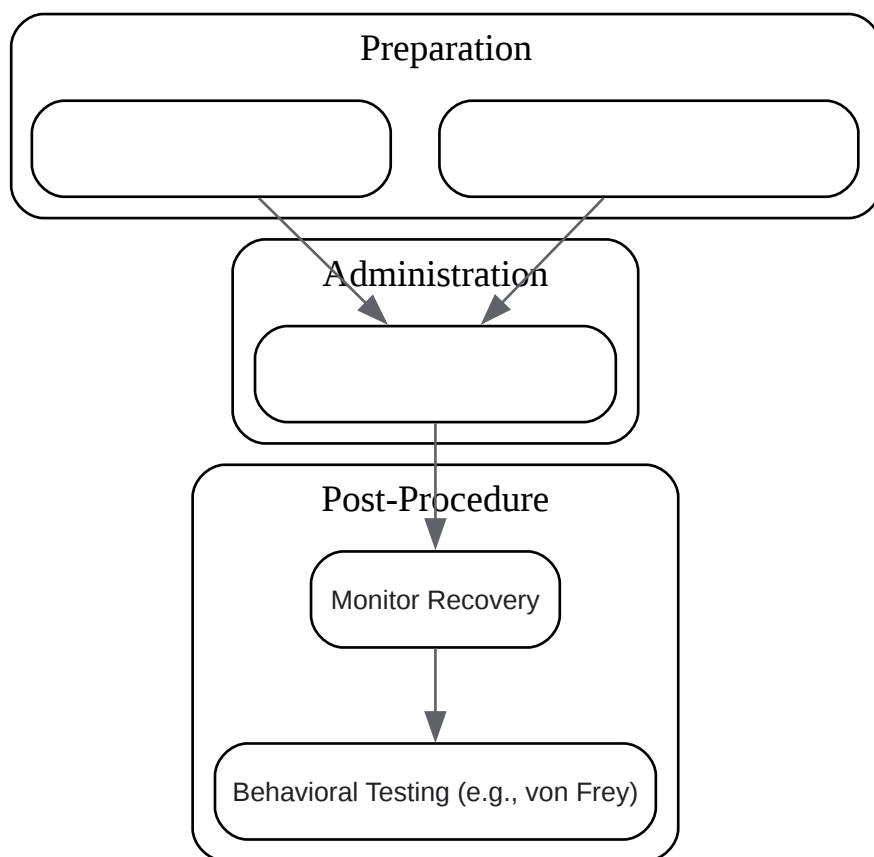 Preparation
Administration
Post-Procedure
Monitor Recovery
Behavioral Testing (e.g., von Frey)